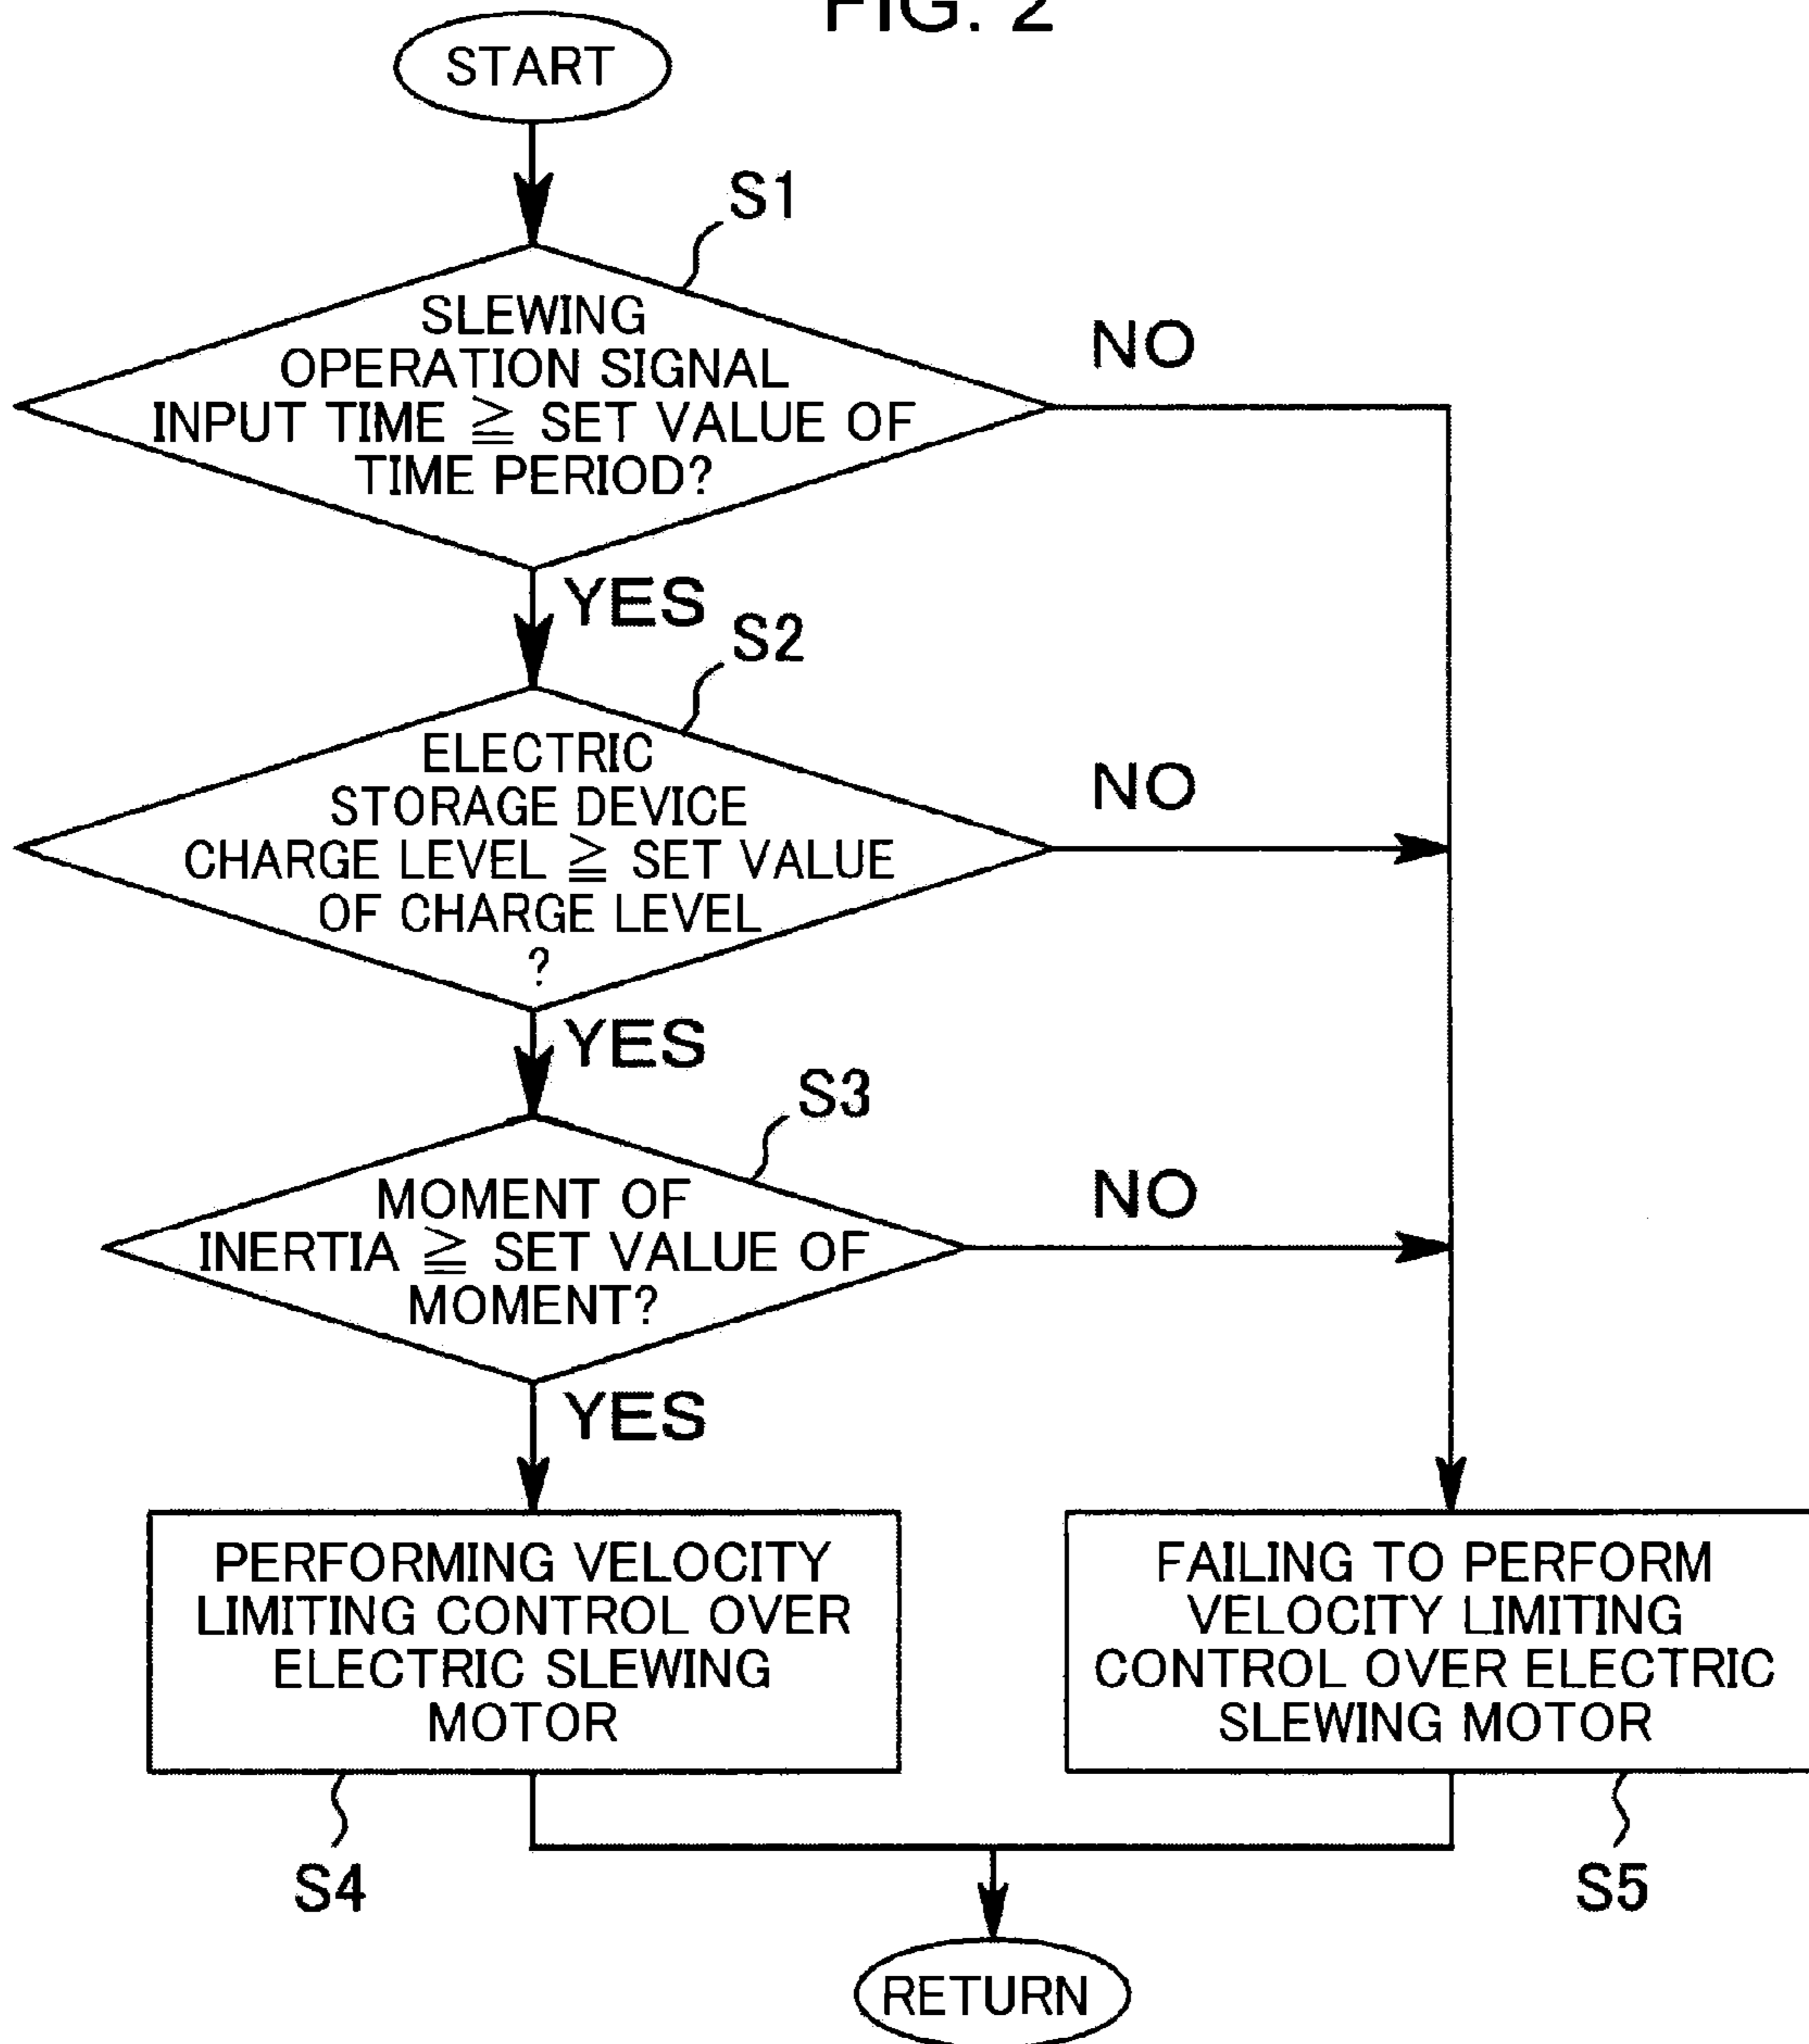 FIG. 2
START
S1
SLEWING
OPERATION SIGNAL
INPUT TIME ≧ SET VALUE OF
TIME PERIOD?
NO
YES
S2
ELECTRIC
STORAGE DEVICE
CHARGE LEVEL ≧ SET VALUE
OF CHARGE LEVEL
?
NO
YES
S3
MOMENT OF
INERTIA ≧ SET VALUE OF
MOMENT?
NO
YES
PERFORMING VELOCITY
LIMITING CONTROL OVER
ELECTRIC SLEWING
MOTOR
S4
FAILING TO PERFORM
VELOCITY LIMITING
CONTROL OVER ELECTRIC
SLEWING MOTOR
S5
RETURN